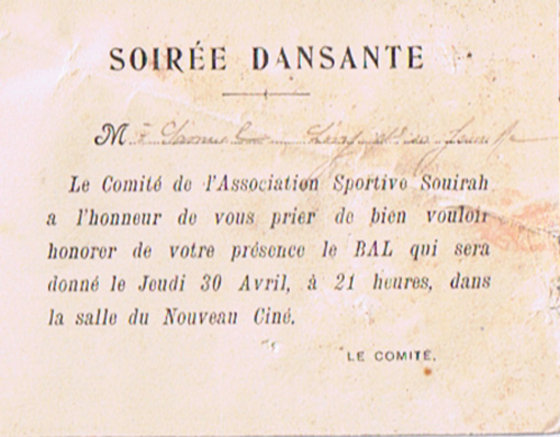 SOIRÉE DANSANTE
M
Le Comité de l'Association Sportive Souirah
a l'honneur de vous prier de bien vouloir
honorer de votre présence le BAL qui sera
donné le Jeudi 30 Avril, à 21 heures, dans
la salle du Nouveau Ciné.
LE COMITÉ.